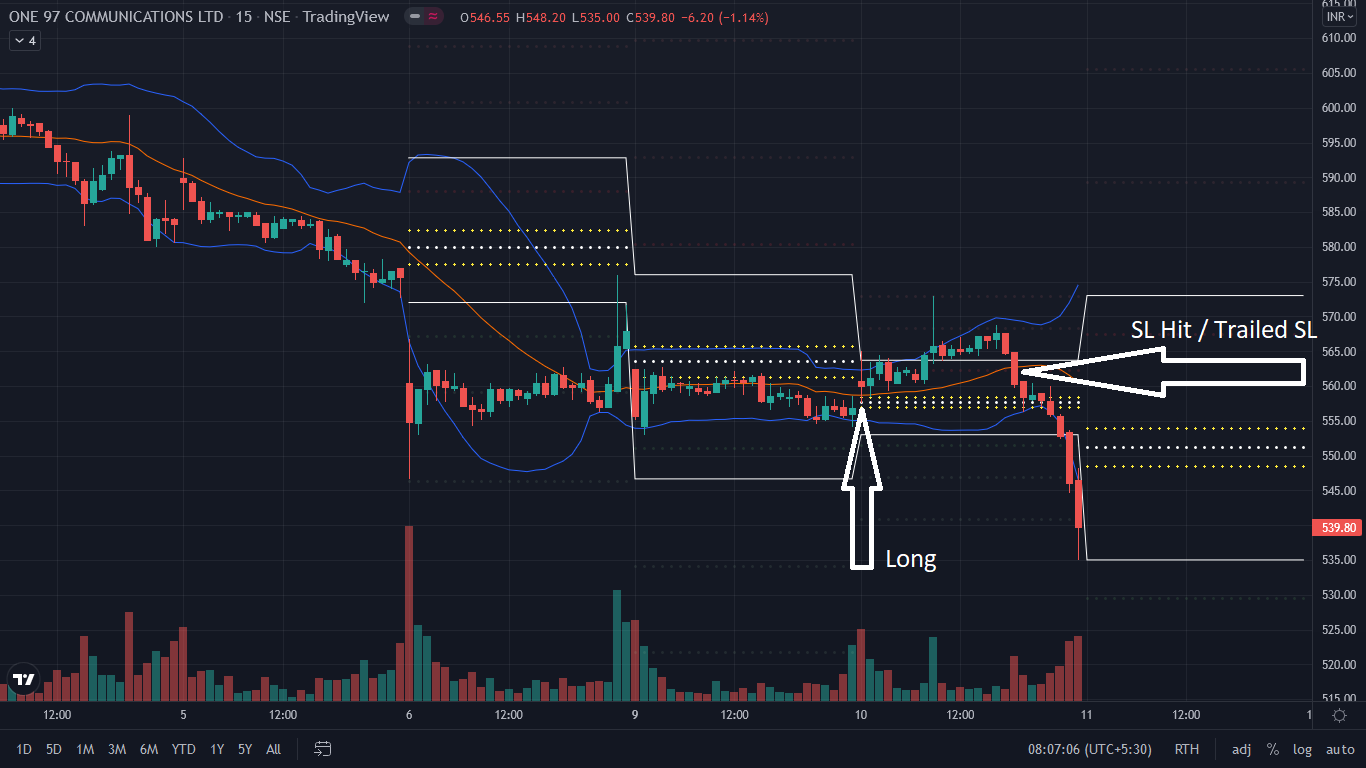 ONE 97 COMMUNICATIONS LTD · 15 · NSE · TradingView
O546.55 H548.20 L535.00 C539.80 −6.20 (−1.14%)
INR
4
610.00
605.00
600.00
595.00
590.00
585.00
580.00
575.00
570.00
SL Hit / Trailed SL
565.00
560.00
555.00
550.00
545.00
539.80
535.00
Long
530.00
525.00
520.00
515.00
12:00 5 12:00 6 12:00 9 12:00 10 12:00 11 12:00 1
1D 5D 1M 3M 6M YTD 1Y 5Y All
08:07:06 (UTC+5:30) RTH adj % log auto